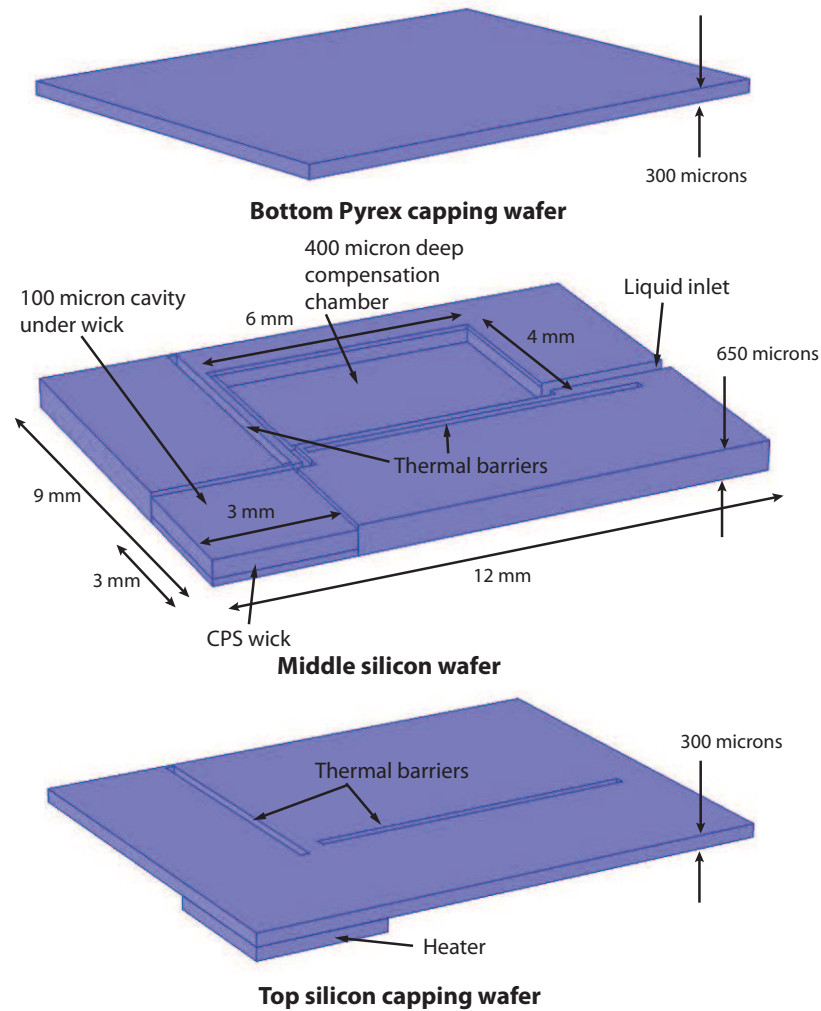 300 microns
Bottom Pyrex capping wafer
400 micron deep
compensation
chamber
100 micron cavity
under wick
Liquid inlet
6 mm
4 mm
650 microns
Thermal barriers
9 mm
3 mm
3 mm
12 mm
CPS wick
Middle silicon wafer
300 microns
Thermal barriers
Heater
Top silicon capping wafer